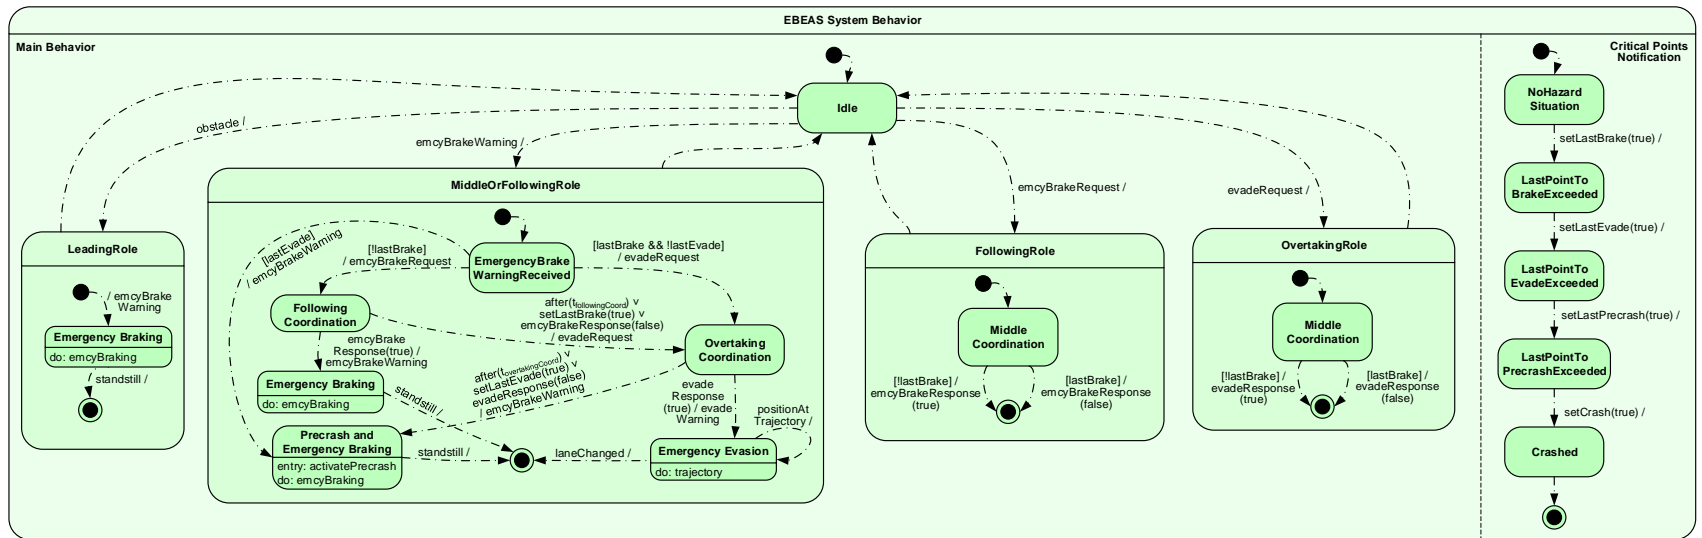 EBEAS System Behavior
Main Behavior
Critical Points
Notification
Idle
obstacle /
emcyBrakeWarning /
emcyBrakeRequest /
evadeRequest /
LeadingRole
/ emcyBrake
Warning
Emergency Braking
do: emcyBraking
standstill /
MiddleOrFollowingRole
[lastEvade]
/ emcyBrakeWarning
[!lastBrake]
/ emcyBrakeRequest
EmergencyBrake
WarningReceived
[lastBrake && !lastEvade]
/ evadeRequest
Following
Coordination
after(t_followingCoord) ∨
setLastBrake(true) ∨
emcyBrakeResponse(false)
/ evadeRequest
Overtaking
Coordination
emcyBrake
Response(true) /
emcyBrakeWarning
Emergency Braking
do: emcyBraking
standstill /
after(t_overtakingCoord) ∨
setLastEvade(true) ∨
evadeResponse(false)
/ emcyBrakeWarning
evade
Response
(true) / evade
Warning
positionAt
Trajectory /
Precrash and
Emergency Braking
entry: activatePrecrash
do: emcyBraking
standstill /
laneChanged /
Emergency Evasion
do: trajectory
FollowingRole
Middle
Coordination
[!lastBrake] /
emcyBrakeResponse
(true)
[lastBrake] /
emcyBrakeResponse
(false)
OvertakingRole
Middle
Coordination
[!lastBrake] /
evadeResponse
(true)
[lastBrake] /
evadeResponse
(false)
NoHazard
Situation
setLastBrake(true) /
LastPointTo
BrakeExceeded
setLastEvade(true) /
LastPointTo
EvadeExceeded
setLastPrecrash(true) /
LastPointTo
PrecrashExceeded
setCrash(true) /
Crashed